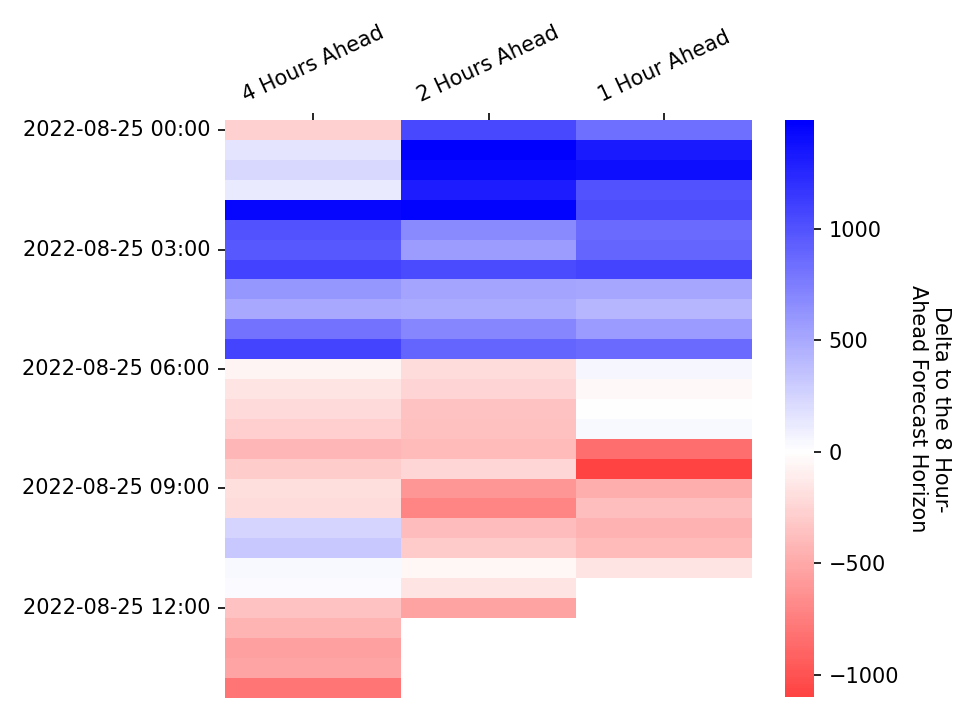 4 Hours Ahead
2 Hours Ahead
1 Hour Ahead
2022-08-25 00:00
2022-08-25 03:00
2022-08-25 06:00
2022-08-25 09:00
2022-08-25 12:00
1000
500
0
−500
−1000
Delta to the 8 Hour-
Ahead Forecast Horizon